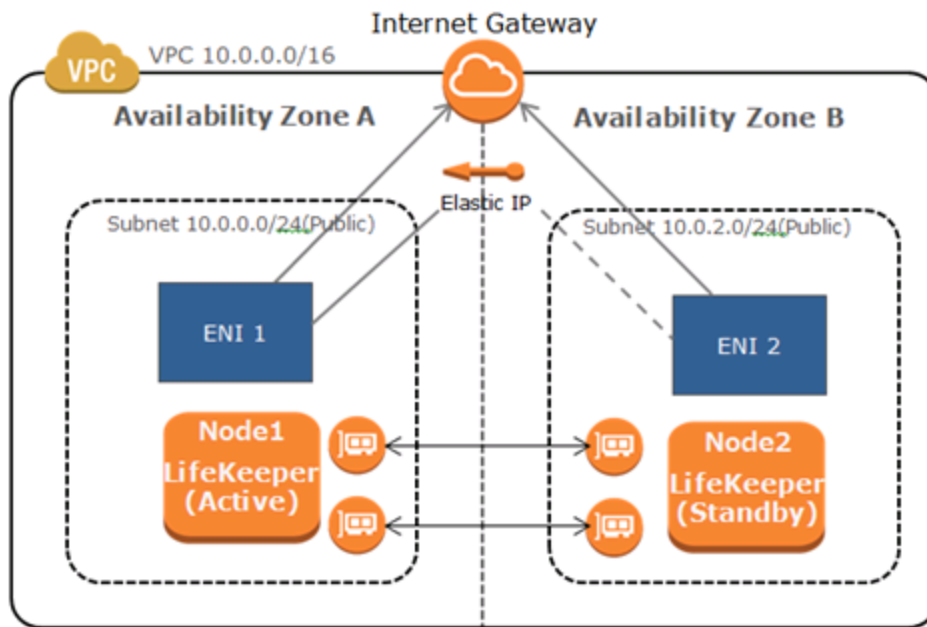 Internet Gateway
VPC
VPC 10.0.0.0/16
Availability Zone A
Availability Zone B
Elastic IP
Subnet 10.0.0.0/24(Public)
Subnet 10.0.2.0/24(Public)
ENI 1
ENI 2
Node1
LifeKeeper
(Active)
Node2
LifeKeeper
(Standby)